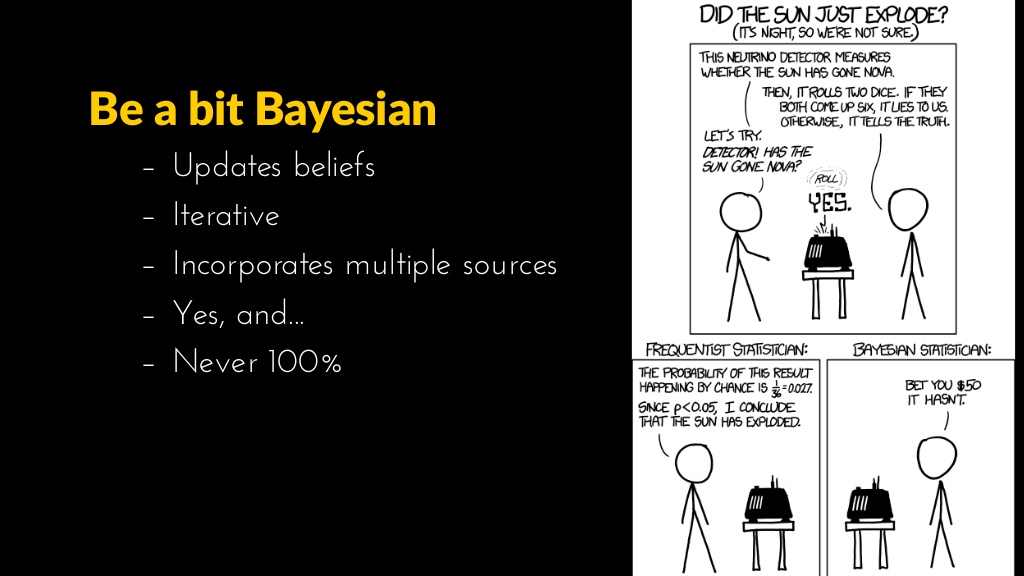 Be a bit Bayesian
– Updates beliefs
– Iterative
– Incorporates multiple sources
– Yes, and...
– Never 100%
DID THE SUN JUST EXPLODE?
(IT'S NIGHT, SO WE'RE NOT SURE.)
THIS NEUTRINO DETECTOR MEASURES
WHETHER THE SUN HAS GONE NOVA.
THEN, IT ROLLS TWO DICE. IF THEY
BOTH COME UP SIX, IT LIES TO US.
OTHERWISE, IT TELLS THE TRUTH.
LET'S TRY.
DETECTOR! HAS THE
SUN GONE NOVA?
ROLL
YES.
FREQUENTIST STATISTICIAN:
THE PROBABILITY OF THIS RESULT
HAPPENING BY CHANCE IS 1/36 = 0.027.
SINCE p<0.05, I CONCLUDE
THAT THE SUN HAS EXPLODED.
BAYESIAN STATISTICIAN:
BET YOU $50
IT HASN'T.